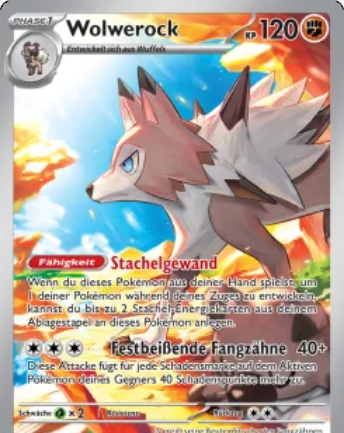 PHASE 1
Wolwerock
KP 120
Entwickelt sich aus Wuffels
Fähigkeit Stachelgewand
Wenn du dieses Pokémon aus deiner Hand spielst, um
1 deiner Pokémon während deines Zuges zu entwickeln,
kannst du bis zu 2 Stachel-Energiekarten aus deinem
Ablagestapel an dieses Pokémon anlegen.
Festbeißende Fangzähne 40+
Diese Attacke fügt für jede Schadensmarke auf dem Aktiven
Pokémon deines Gegners 40 Schadenspunkte mehr zu.
Schwäche ×2 Resistenz Rückzug